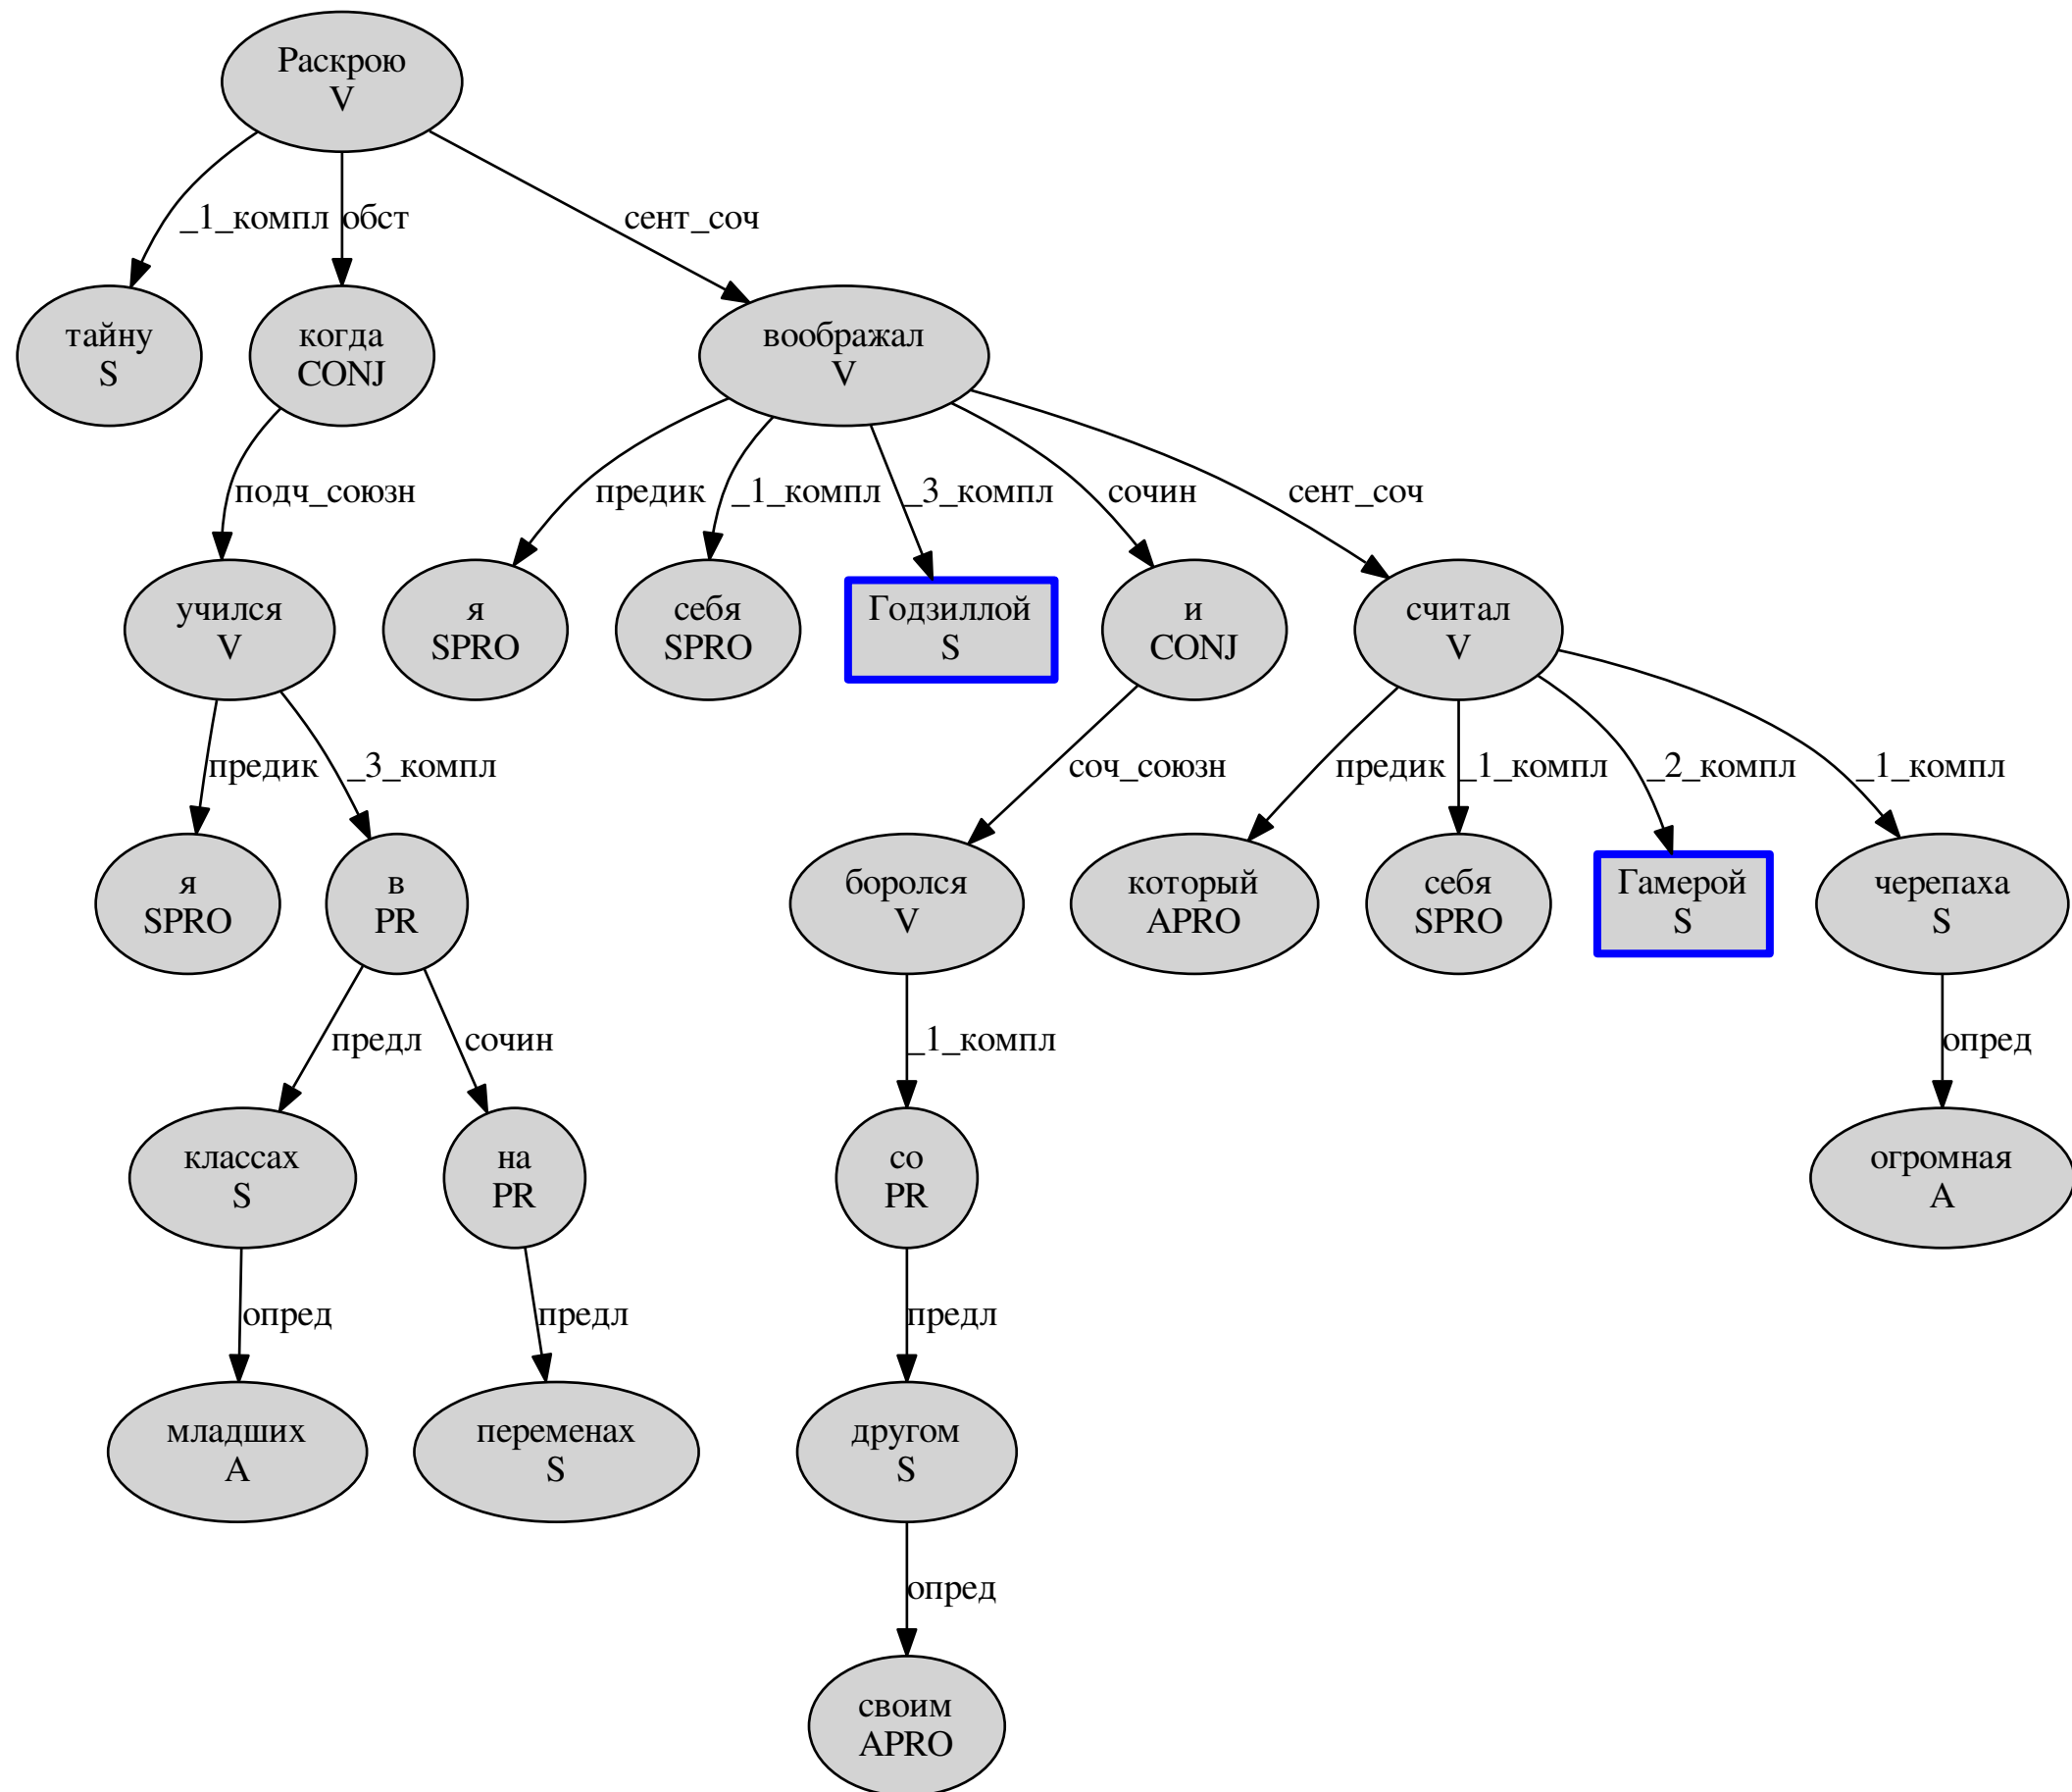 Раскрою
V
_1_компл
обст
сент_соч
тайну
S
когда
CONJ
воображал
V
подч_союзн
предик
_1_компл
_3_компл
сочин
сент_соч
учился
V
я
SPRO
себя
SPRO
Годзиллой
S
и
CONJ
считал
V
предик
_3_компл
соч_союзн
предик
_1_компл
_2_компл
_1_компл
я
SPRO
в
PR
боролся
V
который
APRO
себя
SPRO
Гамерой
S
черепаха
S
предл
сочин
_1_компл
опред
классах
S
на
PR
со
PR
огромная
A
опред
предл
предл
младших
A
переменах
S
другом
S
опред
своим
APRO